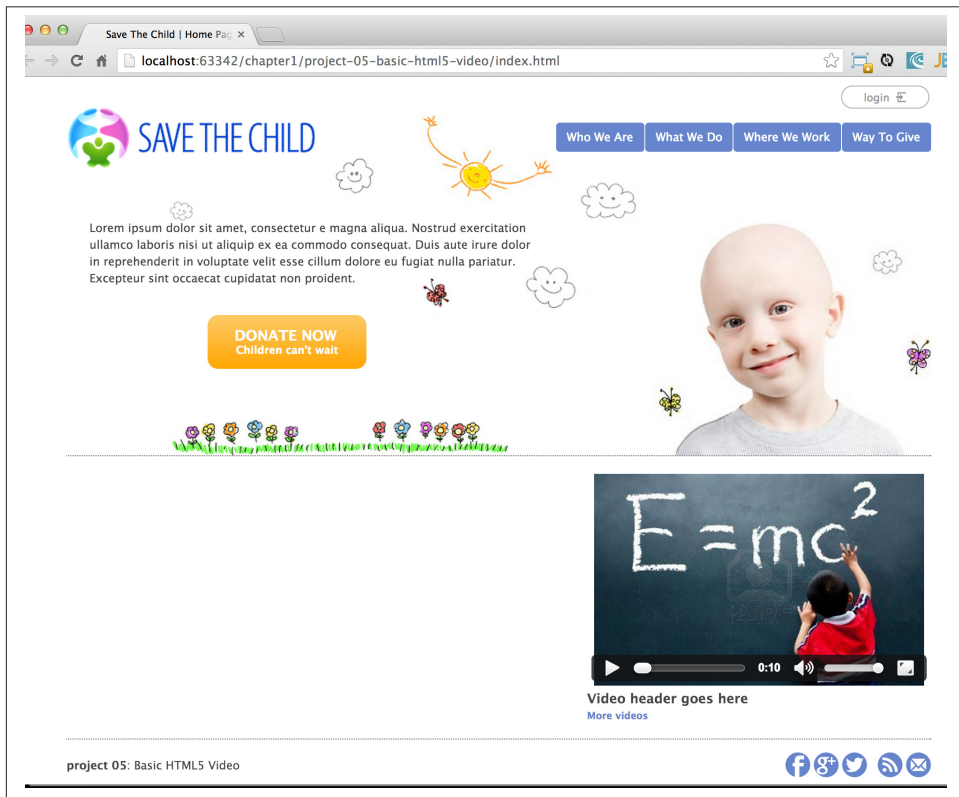 Save The Child | Home Pag
localhost:63342/chapter1/project-05-basic-html5-video/index.html
login
SAVE THE CHILD
Who We Are
What We Do
Where We Work
Way To Give
Lorem ipsum dolor sit amet, consectetur e magna aliqua. Nostrud exercitation
ullamco laboris nisi ut aliquip ex ea commodo consequat. Duis aute irure dolor
in reprehenderit in voluptate velit esse cillum dolore eu fugiat nulla pariatur.
Excepteur sint occaecat cupidatat non proident.
DONATE NOW
Children can't wait
E=mc²
0:10
Video header goes here
More videos
project 05: Basic HTML5 Video